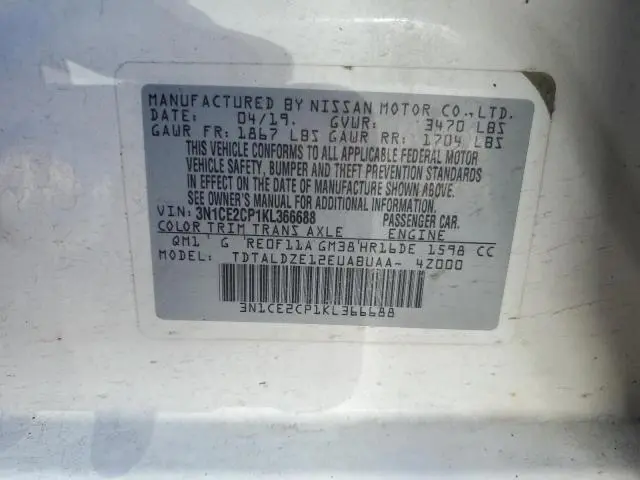 MANUFACTURED BY NISSAN MOTOR CO.,LTD.
DATE: 04/19. GVWR: 3470 LBS
GAWR FR: 1867 LBS GAWR RR: 1704 LBS
THIS VEHICLE CONFORMS TO ALL APPLICABLE FEDERAL MOTOR
VEHICLE SAFETY, BUMPER AND THEFT PREVENTION STANDARDS
IN EFFECT ON THE DATE OF MANUFACTURE SHOWN ABOVE.
SEE OWNER'S MANUAL FOR ADDITIONAL INFORMATION.
VIN: 3N1CE2CP1KL366688 PASSENGER CAR.
COLOR TRIM TRANS AXLE ENGINE
QM1 G RE0F11A GM38 HR16DE 1598 CC
MODEL: TDTALDZE12EUABUAA- 4Z000
3N1CE2CP1KL366688